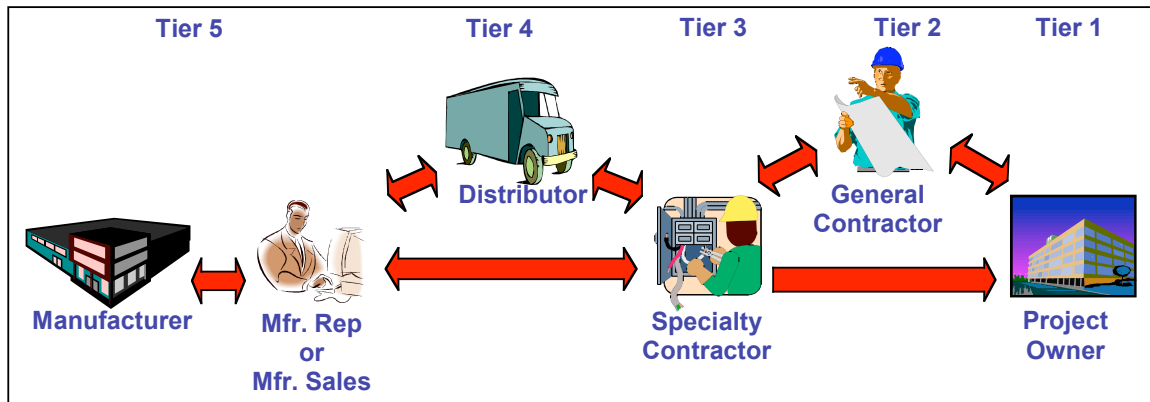 Tier 5
Tier 4
Tier 3
Tier 2
Tier 1
Distributor
General
Contractor
Manufacturer
Mfr. Rep
or
Mfr. Sales
Specialty
Contractor
Project
Owner